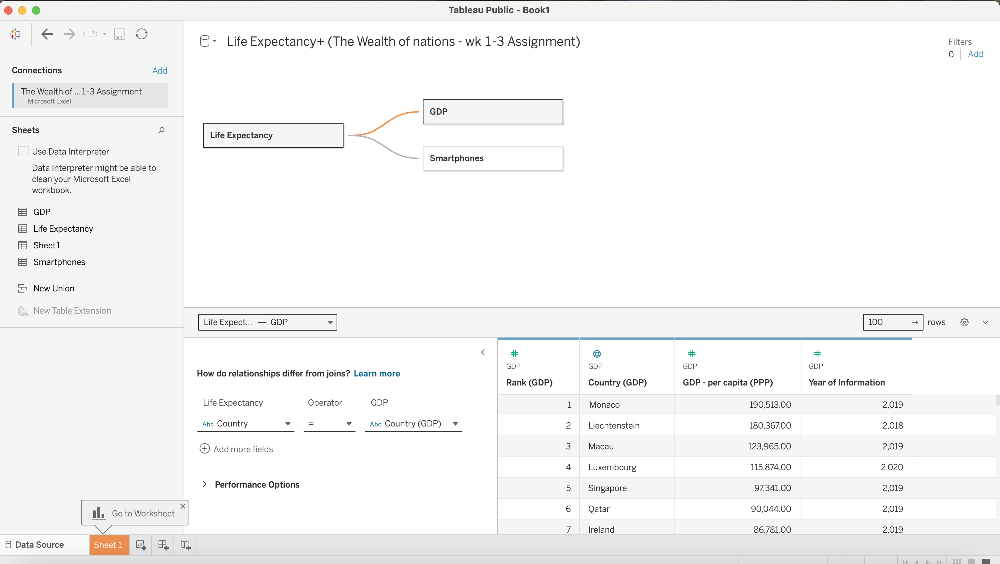 Tableau Public - Book1
Life Expectancy+ (The Wealth of nations - wk 1-3 Assignment)
Filters
0 Add
Connections Add
The Wealth of ...1-3 Assignment
Microsoft Excel
Sheets
Use Data Interpreter
Data Interpreter might be able to
clean your Microsoft Excel
workbook.
GDP
Life Expectancy
Sheet1
Smartphones
New Union
New Table Extension
Life Expectancy
GDP
Smartphones
Life Expect... — GDP
100 → rows
How do relationships differ from joins? Learn more
Life Expectancy Operator GDP
Abc Country = Abc Country (GDP)
Add more fields
Performance Options
# # #
GDP GDP GDP GDP
Rank (GDP) Country (GDP) GDP - per capita (PPP) Year of Information
1 Monaco 190,513.00 2,019
2 Liechtenstein 180,367.00 2,018
3 Macau 123,965.00 2,019
4 Luxembourg 115,874.00 2,020
5 Singapore 97,341.00 2,019
6 Qatar 90,044.00 2,019
7 Ireland 86,781.00 2,019
Go to Worksheet
Data Source Sheet 1